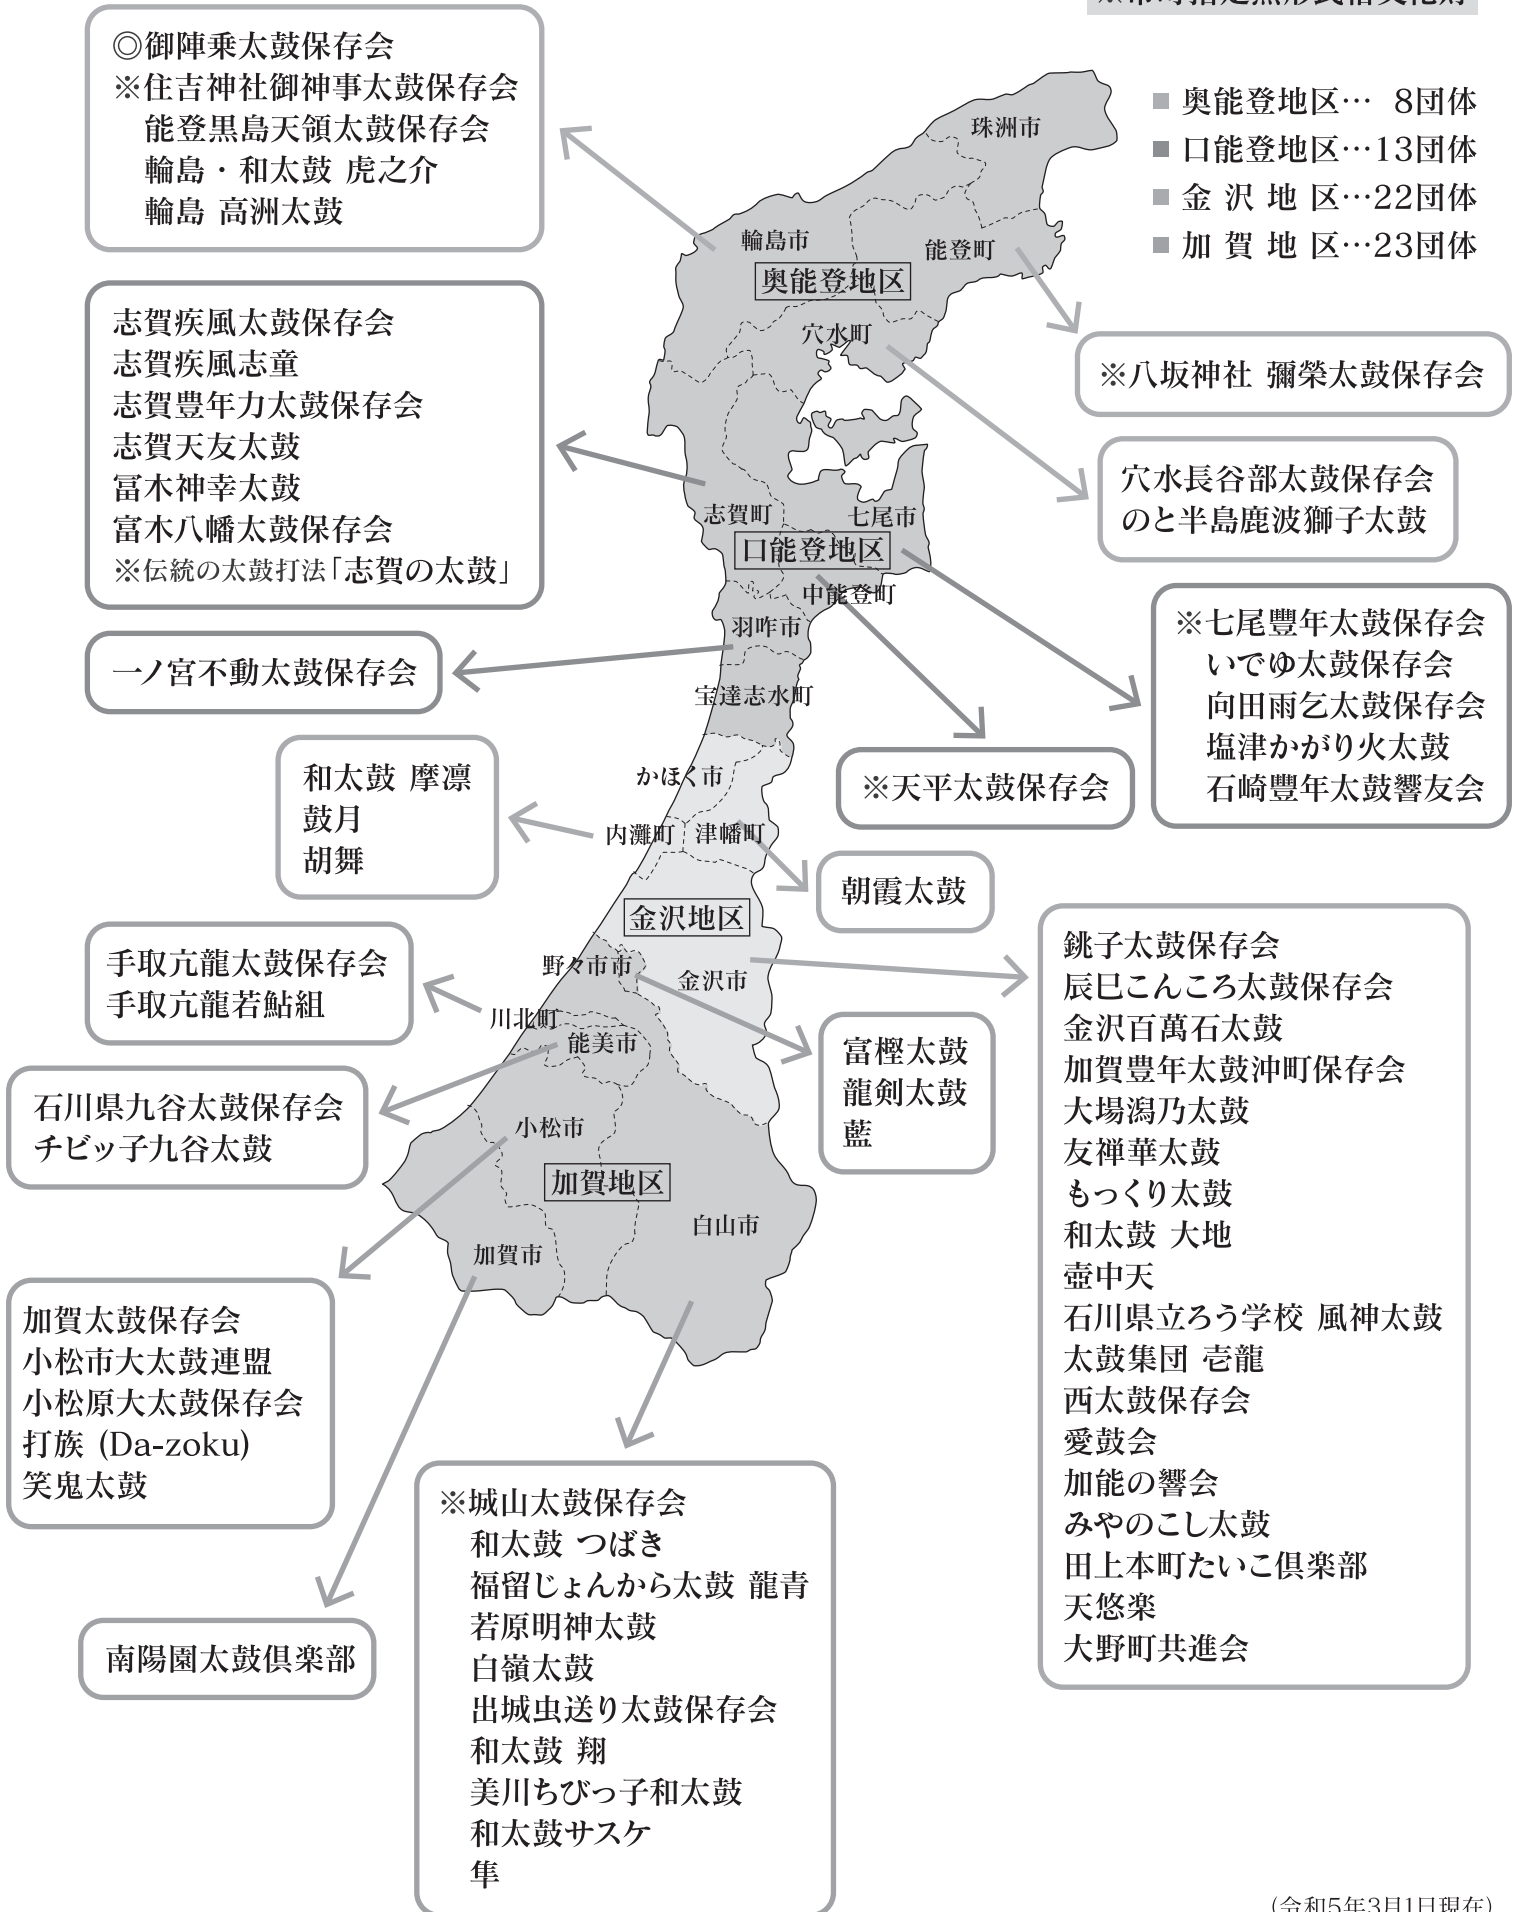 ※市町指定無形民俗文化財
■ 奥能登地区… 8団体
■ 口能登地区…13団体
■ 金 沢 地 区…22団体
■ 加 賀 地 区…23団体
◎御陣乗太鼓保存会
※住吉神社御神事太鼓保存会
能登黒島天領太鼓保存会
輪島・和太鼓 虎之介
輪島 高洲太鼓
志賀疾風太鼓保存会
志賀疾風志童
志賀豊年力太鼓保存会
志賀天友太鼓
冨木神幸太鼓
富木八幡太鼓保存会
※伝統の太鼓打法「志賀の太鼓」
一ノ宮不動太鼓保存会
和太鼓 摩凛
鼓月
胡舞
手取亢龍太鼓保存会
手取亢龍若鮎組
石川県九谷太鼓保存会
チビッ子九谷太鼓
加賀太鼓保存会
小松市大太鼓連盟
小松原大太鼓保存会
打族 (Da-zoku)
笑鬼太鼓
南陽園太鼓倶楽部
珠洲市
輪島市
能登町
奥能登地区
穴水町
志賀町
七尾市
口能登地区
中能登町
羽咋市
宝達志水町
かほく市
内灘町
津幡町
金沢地区
野々市市
金沢市
川北町
能美市
小松市
加賀地区
白山市
加賀市
※八坂神社 彌榮太鼓保存会
穴水長谷部太鼓保存会
のと半島鹿波獅子太鼓
※七尾豊年太鼓保存会
いでゆ太鼓保存会
向田雨乞太鼓保存会
塩津かがり火太鼓
石崎豊年太鼓響友会
※天平太鼓保存会
朝霞太鼓
富樫太鼓
龍剣太鼓
藍
銚子太鼓保存会
辰巳こんころ太鼓保存会
金沢百萬石太鼓
加賀豊年太鼓沖町保存会
大場潟乃太鼓
友禅華太鼓
もっくり太鼓
和太鼓 大地
壺中天
石川県立ろう学校 風神太鼓
太鼓集団 壱龍
西太鼓保存会
愛鼓会
加能の響会
みやのこし太鼓
田上本町たいこ倶楽部
天悠楽
大野町共進会
※城山太鼓保存会
和太鼓 つばき
福留じょんから太鼓 龍青
若原明神太鼓
白嶺太鼓
出城虫送り太鼓保存会
和太鼓 翔
美川ちびっ子和太鼓
和太鼓サスケ
隼
(令和5年3月1日現在)